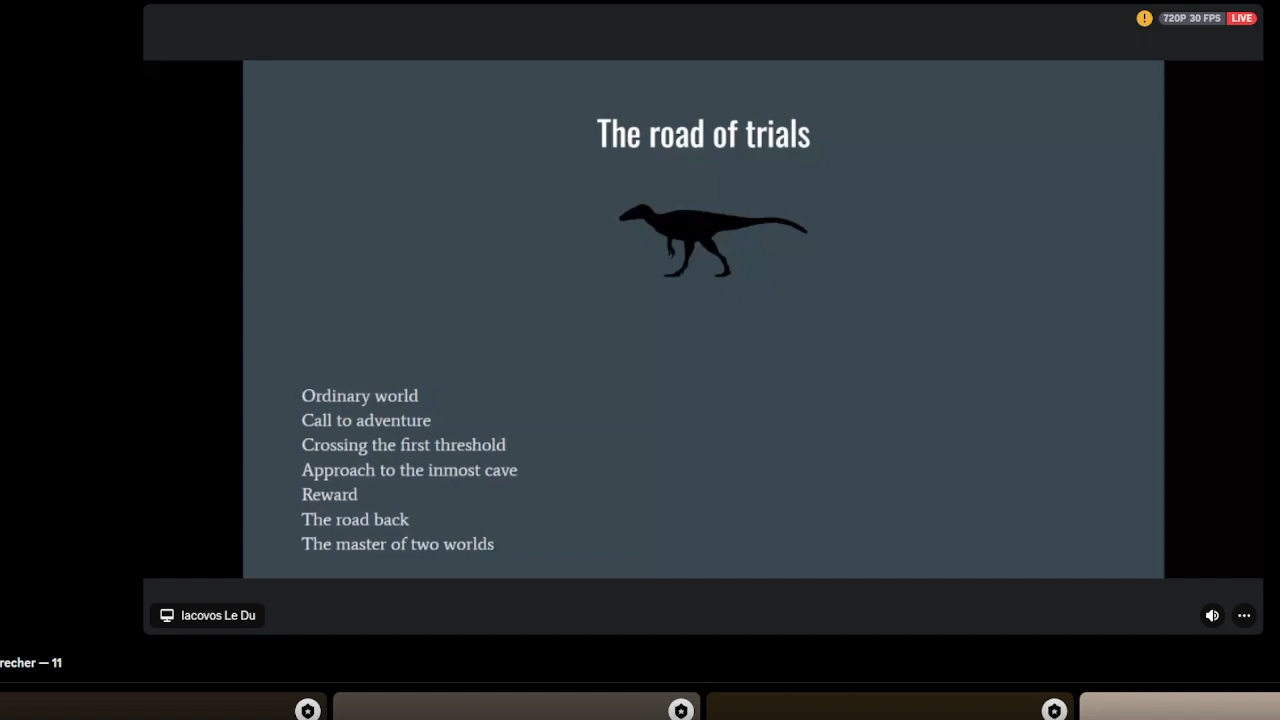 720P 30 FPS LIVE
The road of trials
Ordinary world
Call to adventure
Crossing the first threshold
Approach to the inmost cave
Reward
The road back
The master of two worlds
Iacovos Le Du
recher — 11